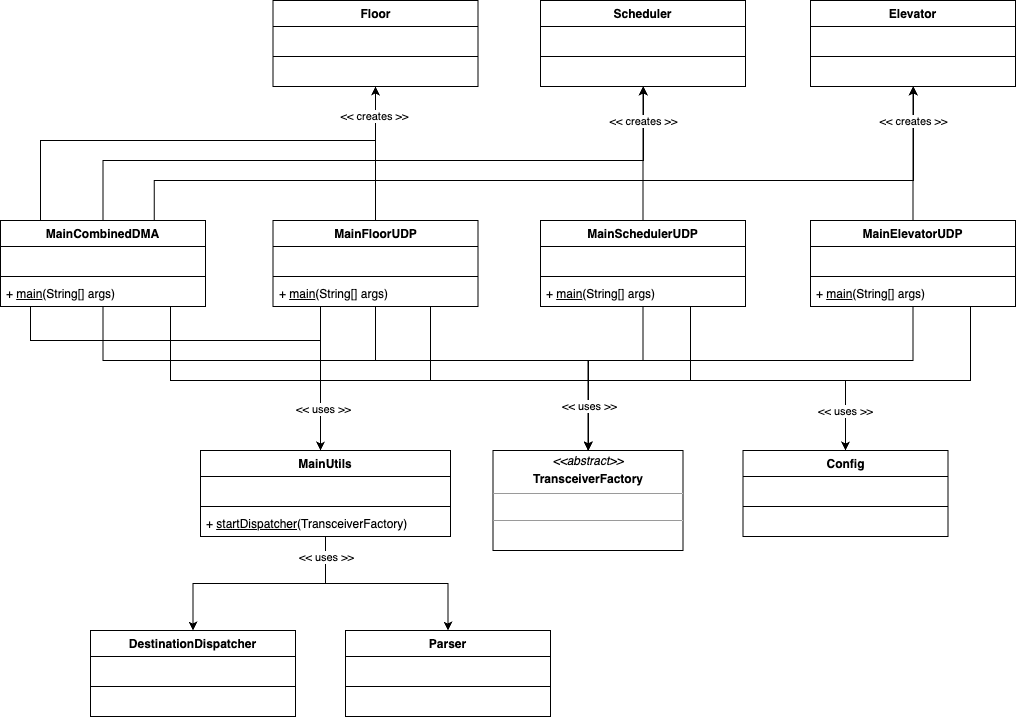 Floor
Scheduler
Elevator
<< creates >>
<< creates >>
<< creates >>
MainCombinedDMA
MainFloorUDP
MainSchedulerUDP
MainElevatorUDP
+ main(String[] args)
+ main(String[] args)
+ main(String[] args)
+ main(String[] args)
<< uses >>
<< uses >>
<< uses >>
MainUtils
<<abstract>>
TransceiverFactory
Config
+ startDispatcher(TransceiverFactory)
<< uses >>
DestinationDispatcher
Parser